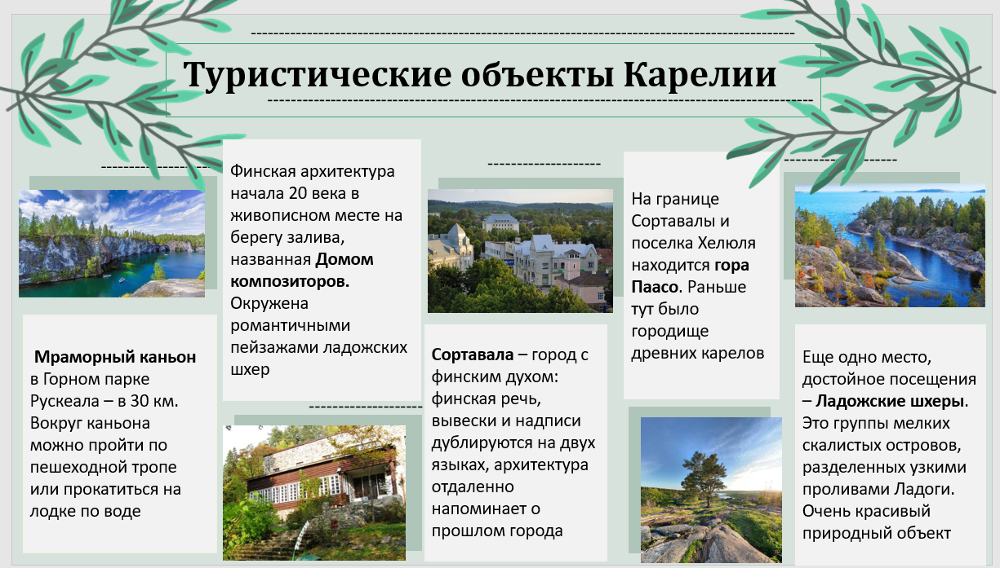 Туристические объекты Карелии
Мраморный каньон
в Горном парке
Рускеала – в 30 км.
Вокруг каньона
можно пройти по
пешеходной тропе
или прокатиться на
лодке по воде
Финская архитектура
начала 20 века в
живописном месте на
берегу залива,
названная Домом
композиторов.
Окружена
романтичными
пейзажами ладожских
шхер
Сортавала – город с
финским духом:
финская речь,
вывески и надписи
дублируются на двух
языках, архитектура
отдаленно
напоминает о
прошлом города
На границе
Сортавалы и
поселка Хелюля
находится гора
Паасо. Раньше
тут было
городище
древних карелов
Еще одно место,
достойное посещения
– Ладожские шхеры.
Это группы мелких
скалистых островов,
разделенных узкими
проливами Ладоги.
Очень красивый
природный объект